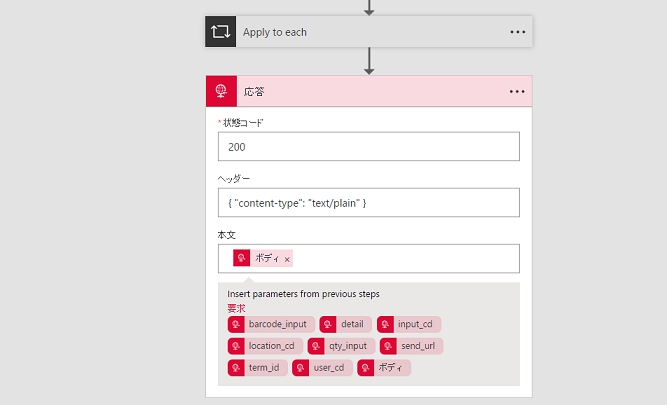 Apply to each
応答
*状態コード
200
ヘッダー
{ "content-type": "text/plain" }
本文
ボディ ×
Insert parameters from previous steps
要求
barcode_input detail input_cd
location_cd qty_input send_url
term_id user_cd ボディ